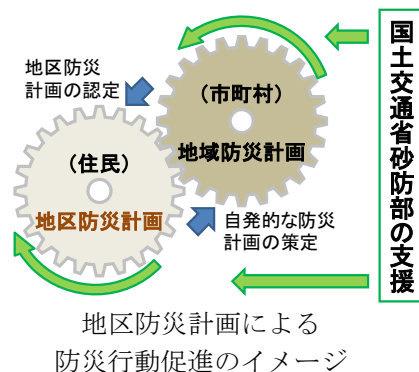 地区防災
計画の認定
(市町村)
地域防災計画
(住民)
地区防災計画
自発的な防災
計画の策定
国土交通省砂防部の支援
地区防災計画による
防災行動促進のイメージ